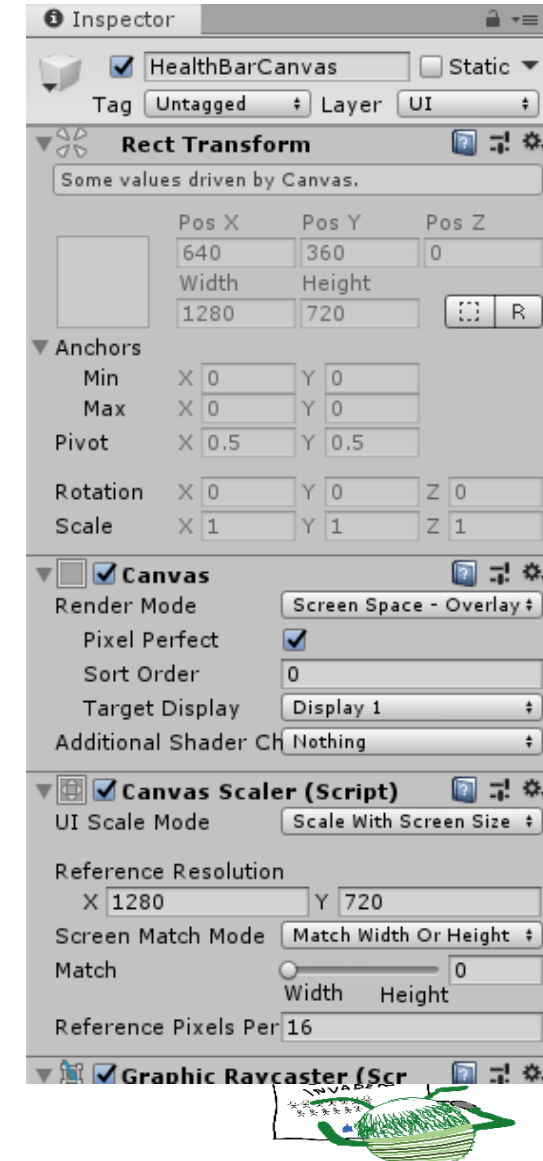 Inspector
HealthBarCanvas Static
Tag Untagged Layer UI
Rect Transform
Some values driven by Canvas.
Pos X Pos Y Pos Z
640 360 0
Width Height
1280 720 R
Anchors
Min X 0 Y 0
Max X 0 Y 0
Pivot X 0.5 Y 0.5
Rotation X 0 Y 0 Z 0
Scale X 1 Y 1 Z 1
Canvas
Render Mode Screen Space - Overlay
Pixel Perfect
Sort Order 0
Target Display Display 1
Additional Shader Ch Nothing
Canvas Scaler (Script)
UI Scale Mode Scale With Screen Size
Reference Resolution
X 1280 Y 720
Screen Match Mode Match Width Or Height
Match 0
Width Height
Reference Pixels Per 16
Graphic Raycaster (Scr